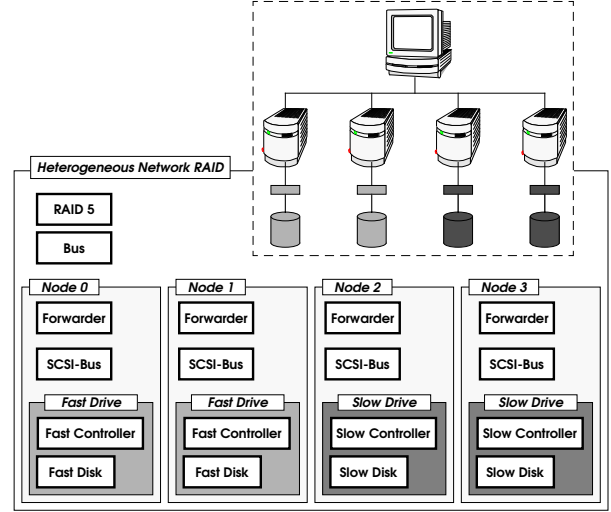 Heterogeneous Network RAID
RAID 5
Bus
Node 0
Forwarder
SCSI-Bus
Fast Drive
Fast Controller
Fast Disk
Node 1
Forwarder
SCSI-Bus
Fast Drive
Fast Controller
Fast Disk
Node 2
Forwarder
SCSI-Bus
Slow Drive
Slow Controller
Slow Disk
Node 3
Forwarder
SCSI-Bus
Slow Drive
Slow Controller
Slow Disk